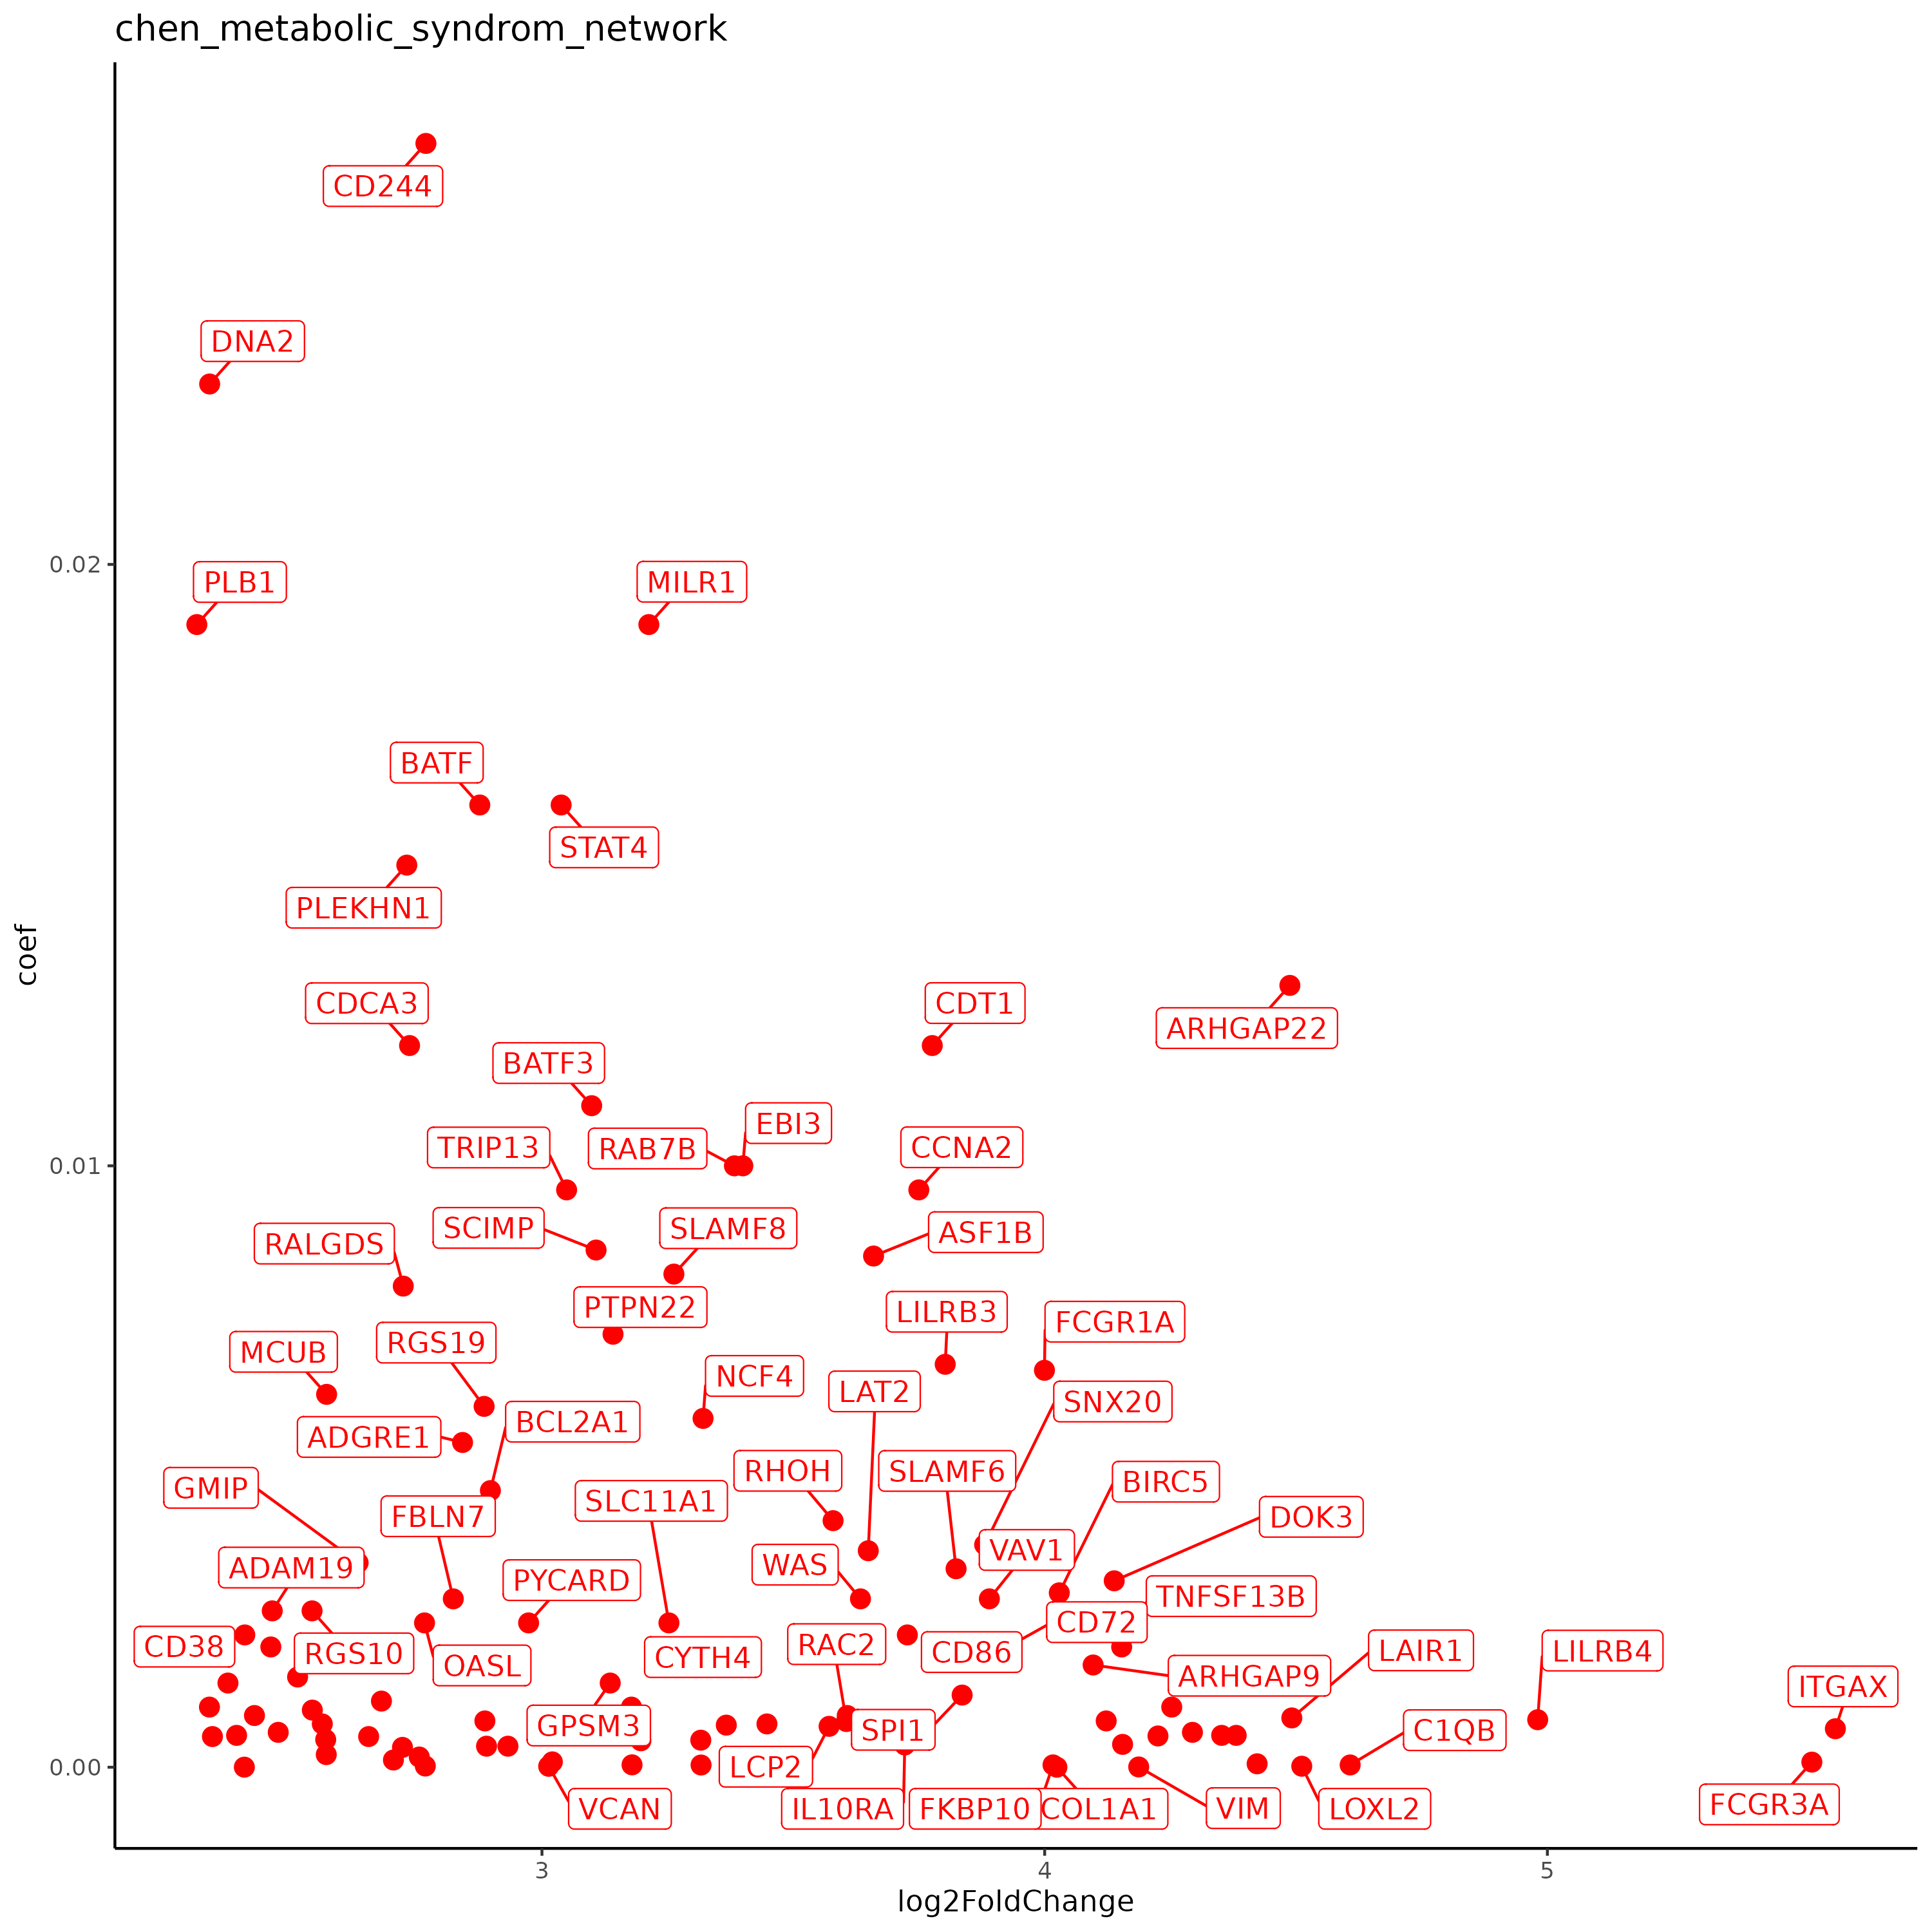 chen_metabolic_syndrom_network
CD244
DNA2
PLB1
MILR1
BATF
STAT4
PLEKHN1
CDCA3
CDT1
ARHGAP22
BATF3
EBI3
TRIP13
RAB7B
CCNA2
SCIMP
SLAMF8
ASF1B
RALGDS
PTPN22
LILRB3
FCGR1A
MCUB
RGS19
NCF4
LAT2
SNX20
ADGRE1
BCL2A1
RHOH
SLAMF6
BIRC5
GMIP
FBLN7
SLC11A1
DOK3
VAV1
WAS
ADAM19
PYCARD
TNFSF13B
CD72
CD38
RGS10
OASL
CYTH4
RAC2
CD86
LAIR1
LILRB4
ARHGAP9
ITGAX
GPSM3
SPI1
C1QB
LCP2
VCAN
IL10RA
FKBP10
COL1A1
VIM
LOXL2
FCGR3A
0.02
0.01
0.00
coef
3
4
5
log2FoldChange